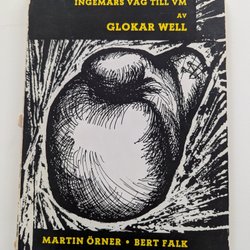 INGEMARS VÄG TILL VM
AV
GLOKAR WELL
MARTIN ÖRNER • BERT FALK